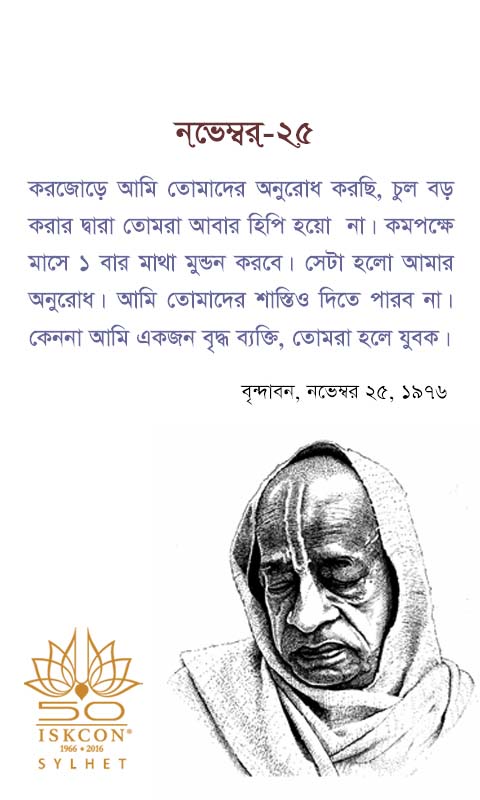 নভেম্বর-২৫
করজোড়ে আমি তোমাদের অনুরোধ করছি, চুল বড়
করার দ্বারা তোমরা আবার হিপি হয়ো না। কমপক্ষে
মাসে ১ বার মাথা মুন্ডন করবে। সেটা হলো আমার
অনুরোধ। আমি তোমাদের শাস্তিও দিতে পারব না।
কেননা আমি একজন বৃদ্ধ ব্যক্তি, তোমরা হলে যুবক।
বৃন্দাবন, নভেম্বর ২৫, ১৯৭৬
50
ISKCON®
1966 • 2016
SYLHET